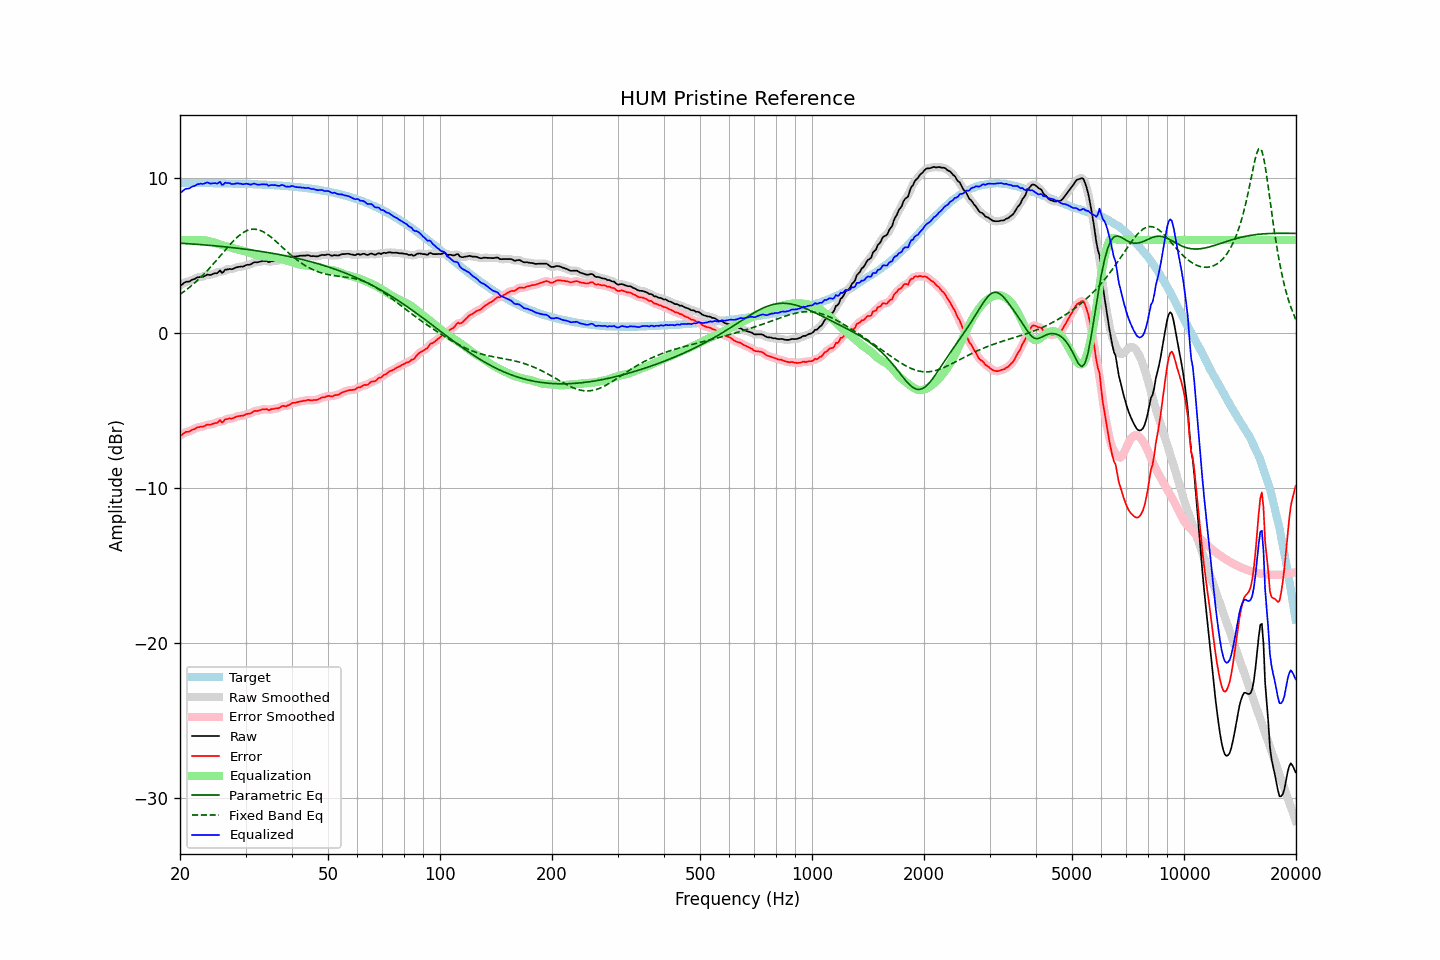 HUM Pristine Reference
Amplitude (dBr)
10
0
−10
−20
−30
Target
Raw Smoothed
Error Smoothed
Raw
Error
Equalization
Parametric Eq
Fixed Band Eq
Equalized
20 50 100 200 500 1000 2000 5000 10000 20000
Frequency (Hz)